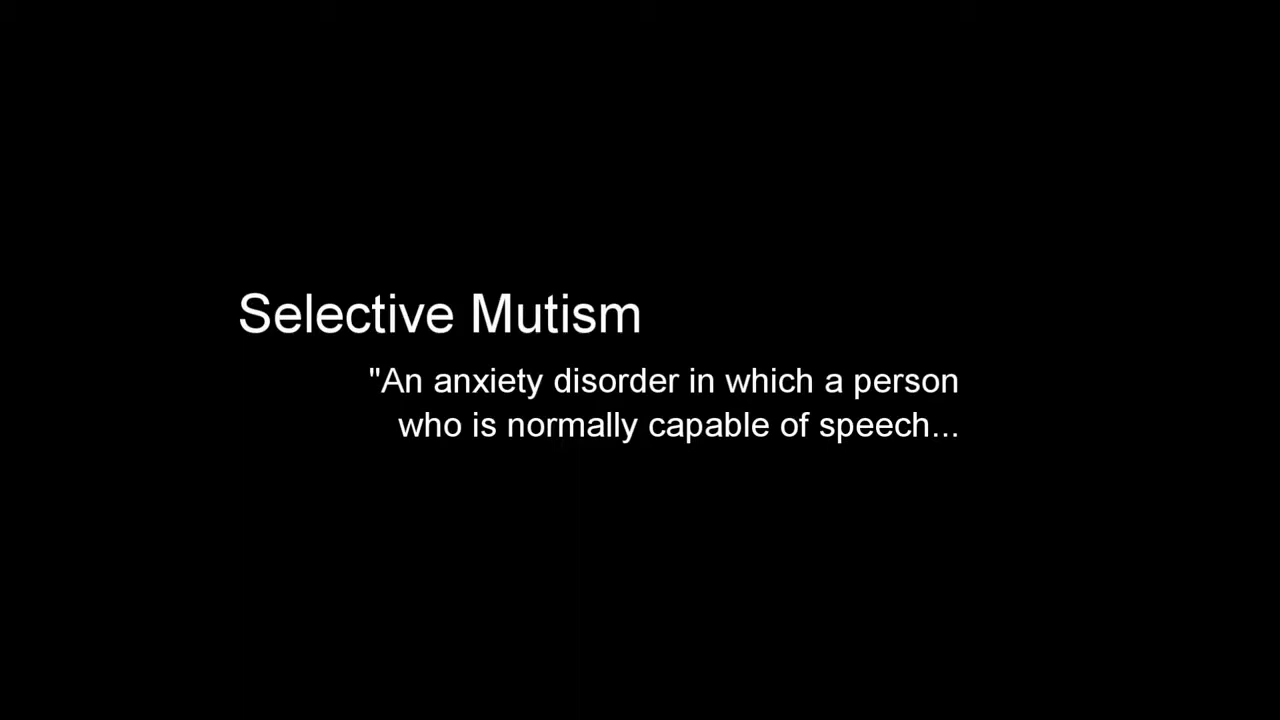 Selective Mutism
"An anxiety disorder in which a person
who is normally capable of speech...